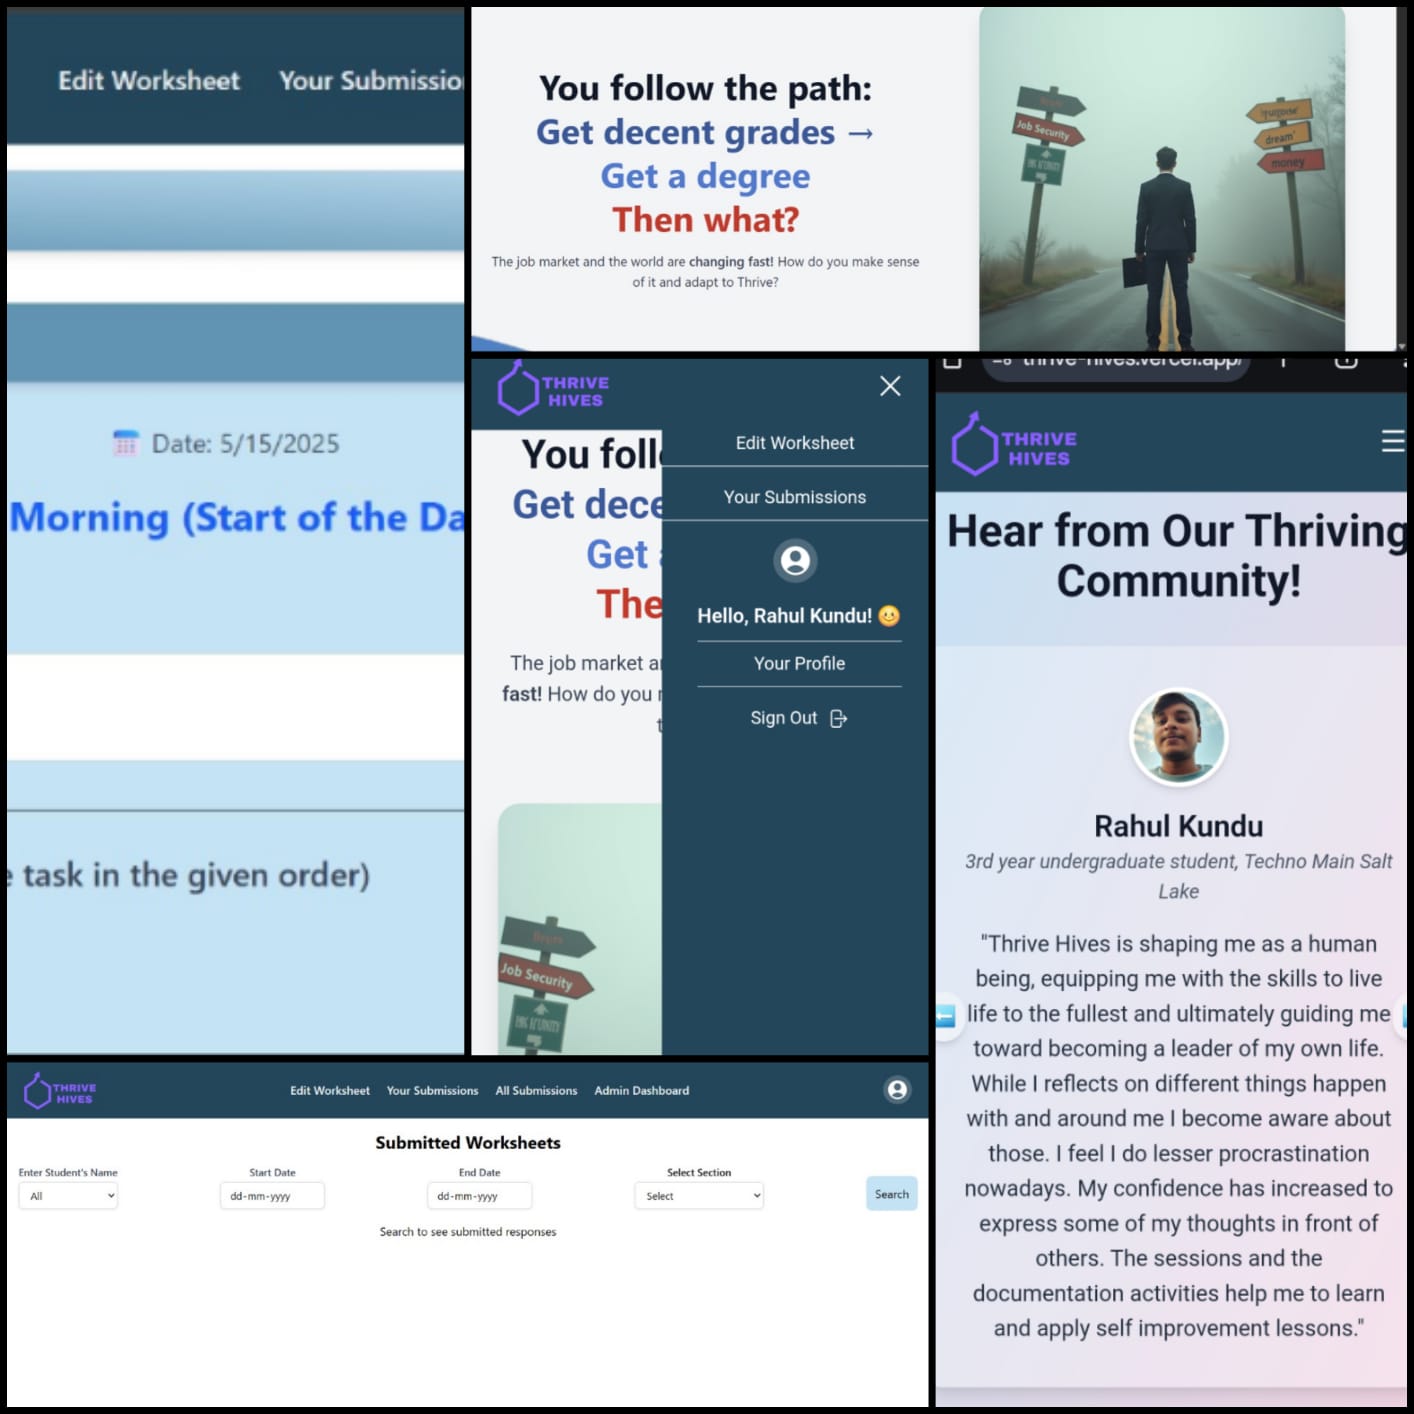 Edit Worksheet Your Submissio
Date: 5/15/2025
Morning (Start of the Da
task in the given order)
You follow the path:
Get decent grades →
Get a degree
Then what?
The job market and the world are changing fast! How do you make sense
of it and adapt to Thrive?
Job Security
dream'
money
THRIVE
HIVES
You foll
Get dece
Get
The
The job market a
fast! How do you
Job Security
Edit Worksheet
Your Submissions
Hello, Rahul Kundu!
Your Profile
Sign Out
thrive-hives.vercel.app/
THRIVE
HIVES
Hear from Our Thriving
Community!
Rahul Kundu
3rd year undergraduate student, Techno Main Salt
Lake
"Thrive Hives is shaping me as a human
being, equipping me with the skills to live
life to the fullest and ultimately guiding me
toward becoming a leader of my own life.
While I reflects on different things happen
with and around me I become aware about
those. I feel I do lesser procrastination
nowadays. My confidence has increased to
express some of my thoughts in front of
others. The sessions and the
documentation activities help me to learn
and apply self improvement lessons."
THRIVE
HIVES
Edit Worksheet Your Submissions All Submissions Admin Dashboard
Submitted Worksheets
Enter Student's Name Start Date End Date Select Section
All dd-mm-yyyy dd-mm-yyyy Select Search
Search to see submitted responses